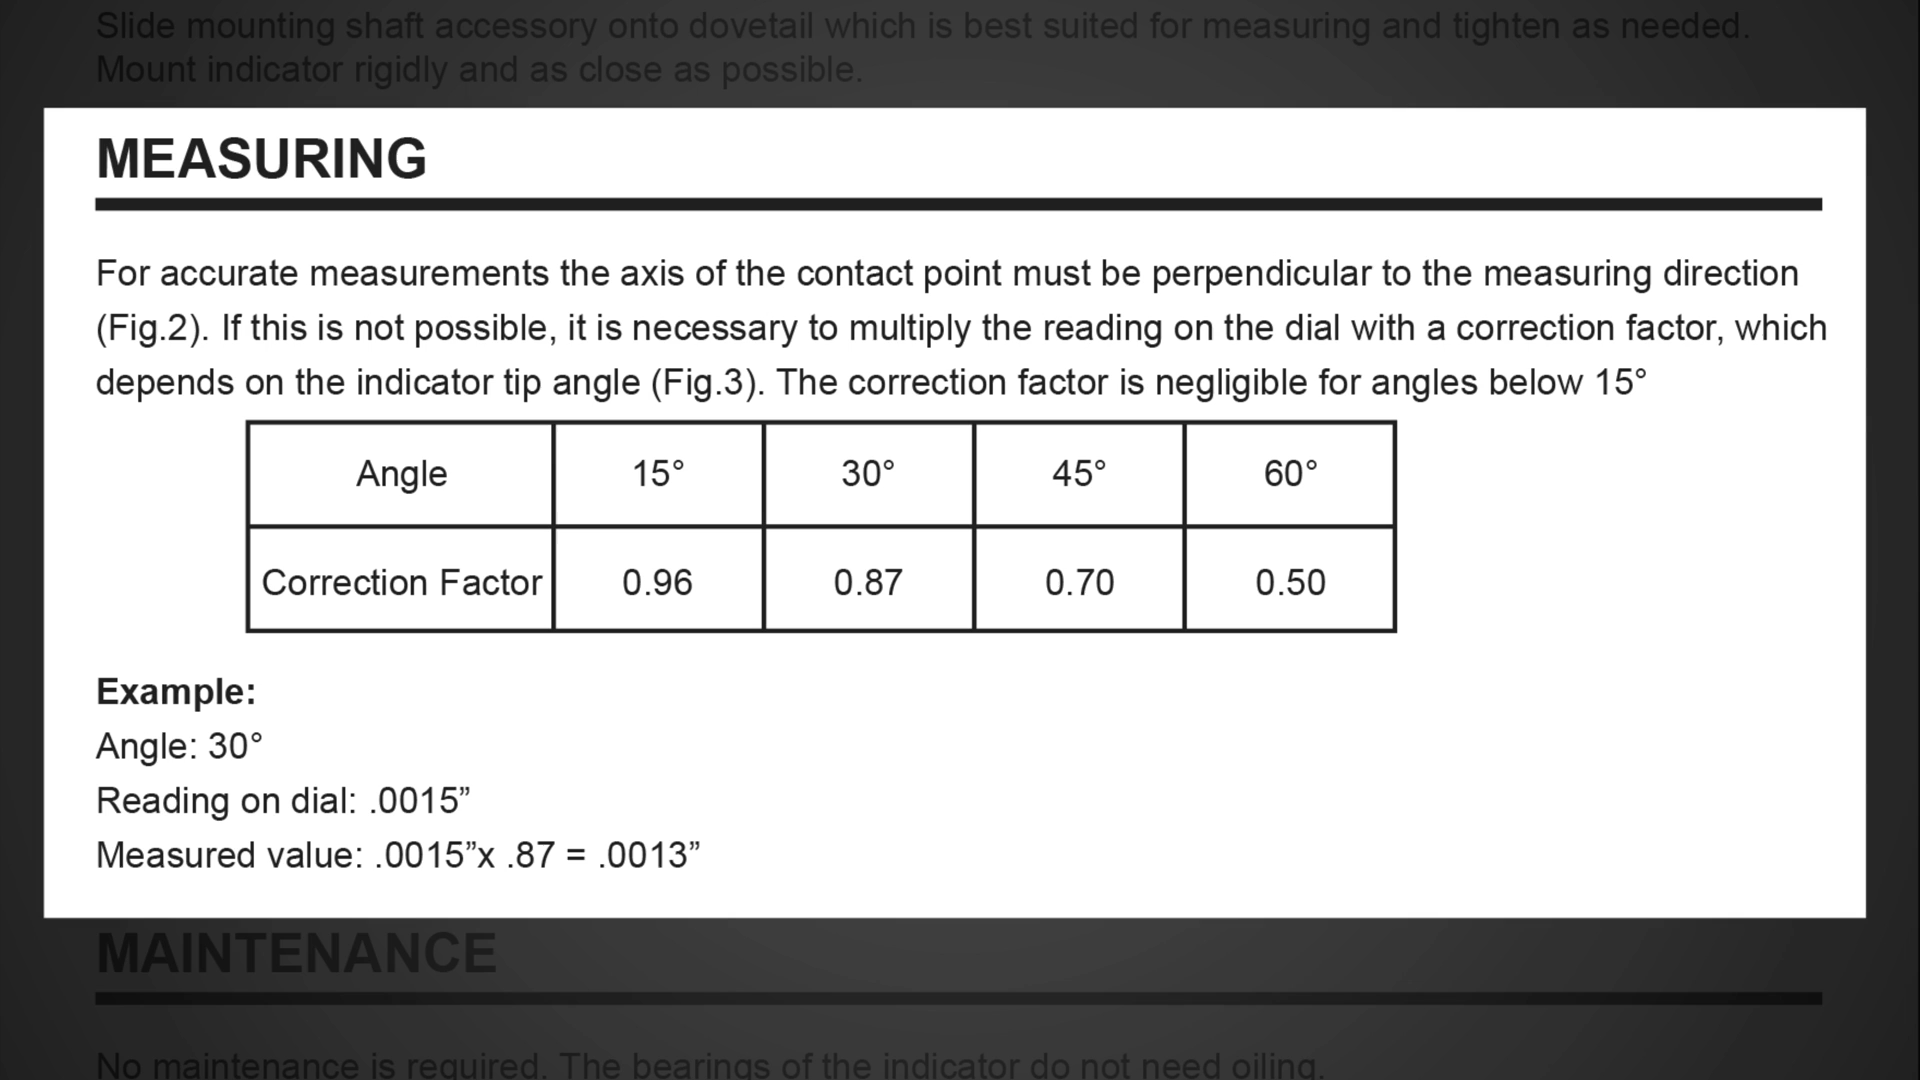 Slide mounting shaft accessory onto dovetail which is best suited for measuring and tighten as needed.
Mount indicator rigidly and as close as possible.
MEASURING
For accurate measurements the axis of the contact point must be perpendicular to the measuring direction
(Fig.2). If this is not possible, it is necessary to multiply the reading on the dial with a correction factor, which
depends on the indicator tip angle (Fig.3). The correction factor is negligible for angles below 15°
Angle 15° 30° 45° 60°
Correction Factor 0.96 0.87 0.70 0.50
Example:
Angle: 30°
Reading on dial: .0015”
Measured value: .0015”x .87 = .0013”
MAINTENANCE
No maintenance is required. The bearings of the indicator do not need oiling.